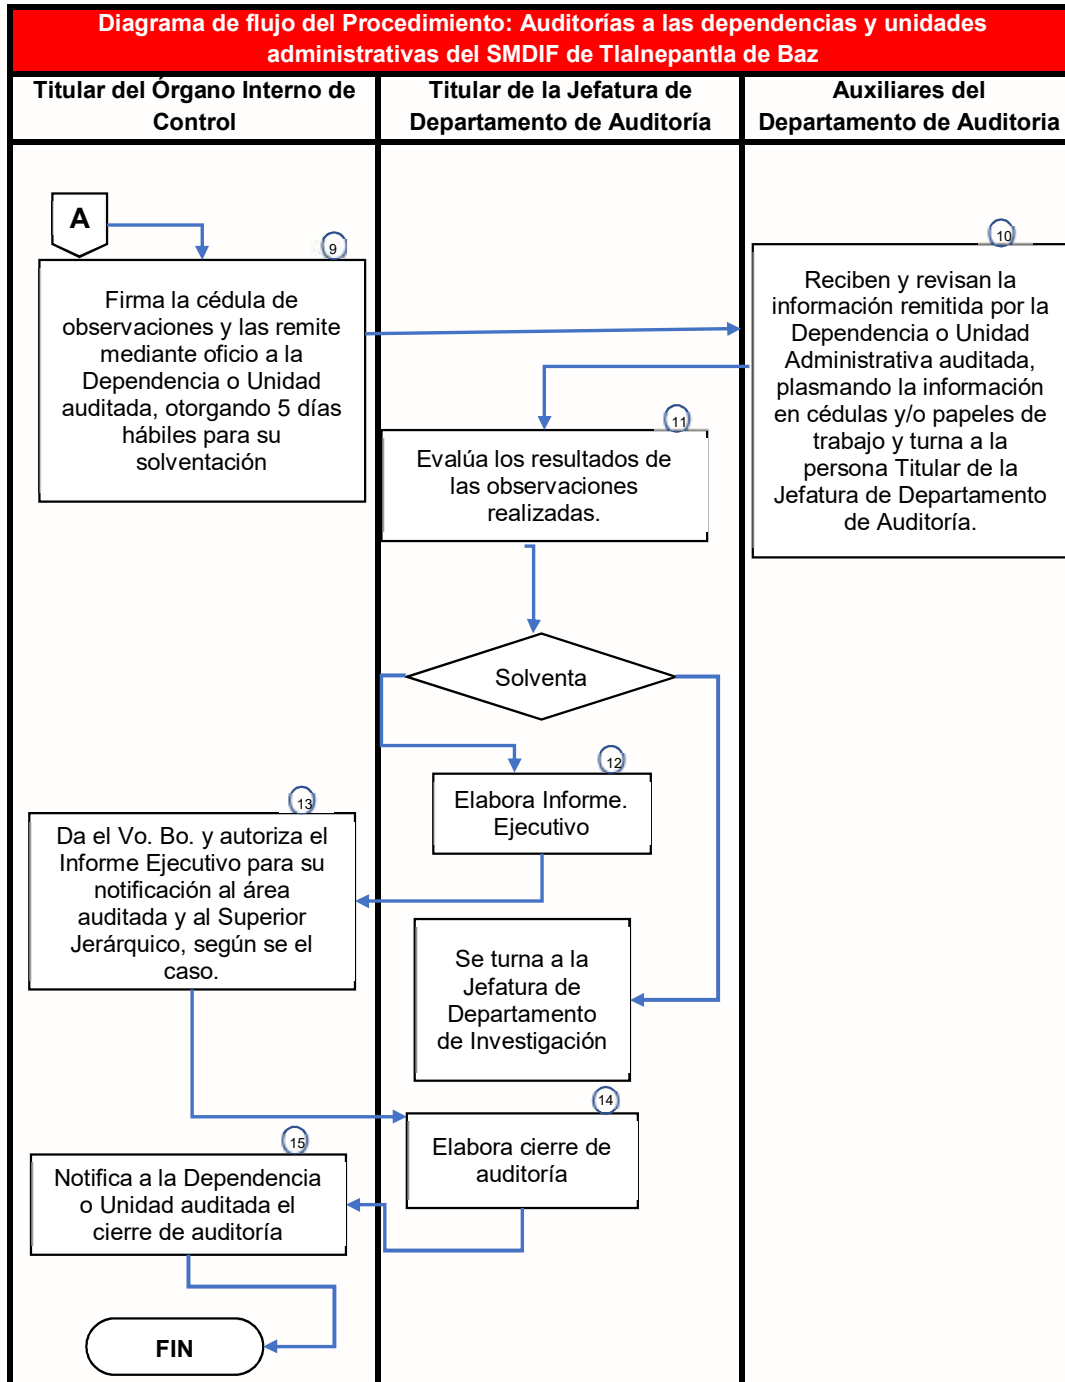 Diagrama de flujo del Procedimiento: Auditorías a las dependencias y unidades
administrativas del SMDIF de Tlalnepantla de Baz
Titular del Órgano Interno de
Control
Titular de la Jefatura de
Departamento de Auditoría
Auxiliares del
Departamento de Auditoria
A
9
Firma la cédula de
observaciones y las remite
mediante oficio a la
Dependencia o Unidad
auditada, otorgando 5 días
hábiles para su
solventación
10
Reciben y revisan la
información remitida por la
Dependencia o Unidad
Administrativa auditada,
plasmando la información
en cédulas y/o papeles de
trabajo y turna a la
persona Titular de la
Jefatura de Departamento
de Auditoría.
11
Evalúa los resultados de
las observaciones
realizadas.
Solventa
12
Elabora Informe.
Ejecutivo
13
Da el Vo. Bo. y autoriza el
Informe Ejecutivo para su
notificación al área
auditada y al Superior
Jerárquico, según se el
caso.
Se turna a la
Jefatura de
Departamento
de Investigación
14
Elabora cierre de
auditoría
15
Notifica a la Dependencia
o Unidad auditada el
cierre de auditoría
FIN